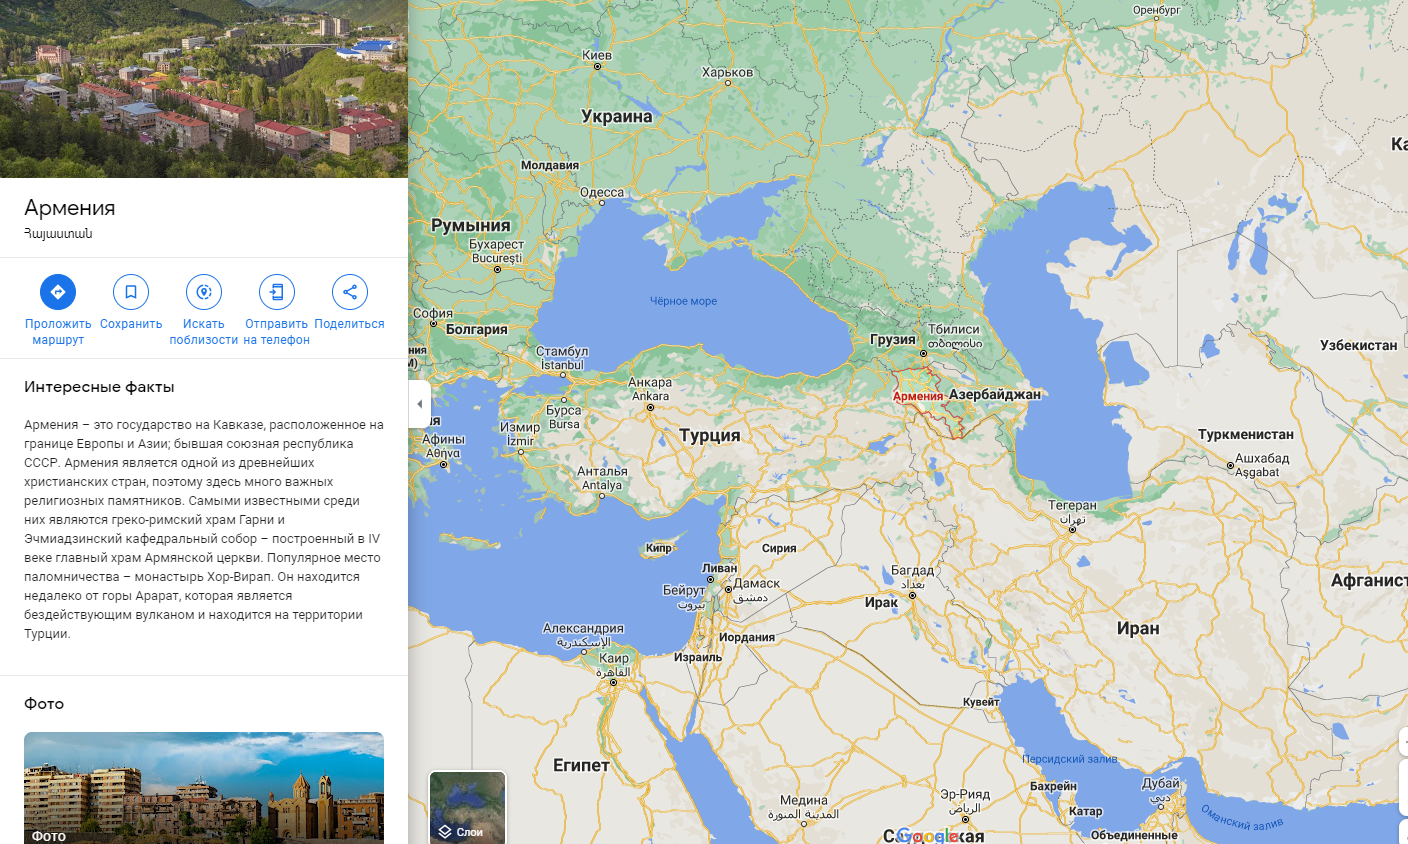 Армения
Հայաստան
Проложить
маршрут
Сохранить
Искать
поблизости
Отправить
на телефон
Поделиться
Интересные факты
Армения – это государство на Кавказе, расположенное на
границе Европы и Азии; бывшая союзная республика
СССР. Армения является одной из древнейших
христианских стран, поэтому здесь много важных
религиозных памятников. Самыми известными среди
них являются греко-римский храм Гарни и
Эчмиадзинский кафедральный собор – построенный в IV
веке главный храм Армянской церкви. Популярное место
паломничества – монастырь Хор-Вирап. Он находится
недалеко от горы Арарат, которая является
бездействующим вулканом и находится на территории
Турции.
Фото
Фото
Оренбург
Киев
Харьков
Украина
Ка
Молдавия
Одесса
Румыния
Бухарест
București
Чёрное море
София
Болгария
Тбилиси
თბილისი
Грузия
Узбекистан
ния
М)
Стамбул
İstanbul
Анкара
Ankara
Армения
Азербайджан
Бурса
Bursa
ия
Измир
İzmir
Афины
Αθήνα
Турция
Туркменистан
Ашхабад
Aşgabat
Анталья
Antalya
Тегеран
تهران
Кипр
Сирия
Ливан
Багдад
بغداد
Афганист
Бейрут
بيروت
Дамаск
دمشق
Ирак
Иран
Александрия
الإسكندرية
Иордания
Каир
القاهرة
Израиль
Кувейт
Египет
Персидский залив
Бахрейн
Дубай
دبي
Медина
المدينة المنورة
Эр-Рияд
الرياض
Катар
Оманский залив
Слои
Са
Google
кая
Объединенные